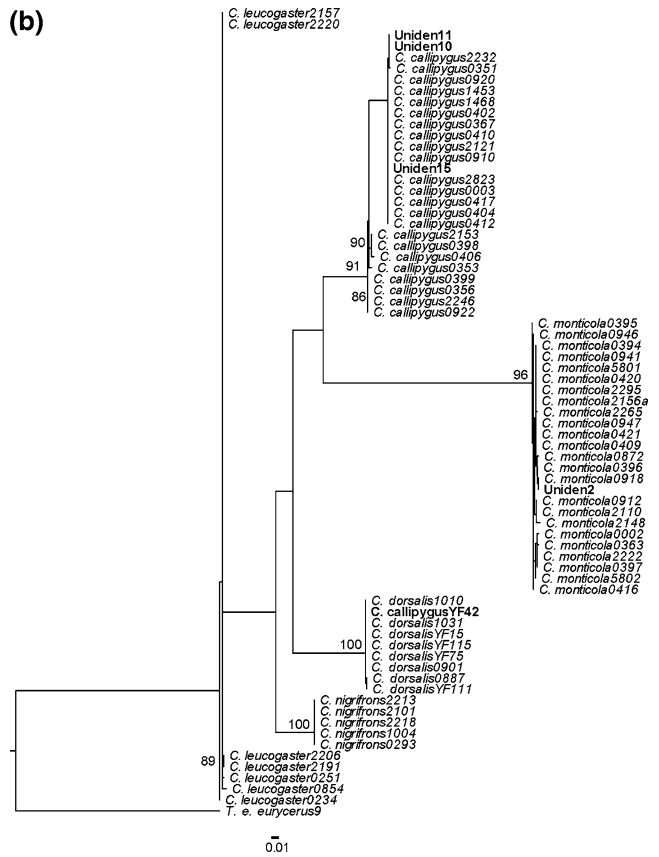 (b)
C. leucogaster2157
C. leucogaster2220
Uniden11
Uniden10
C. callipygus2232
C. callipygus0351
C. callipygus0920
C. callipygus1453
C. callipygus1468
C. callipygus0402
C. callipygus0367
C. callipygus0410
C. callipygus2121
C. callipygus0910
Uniden15
C. callipygus2823
C. callipygus0003
C. callipygus0417
C. callipygus0404
C. callipygus0412
C. callipygus2153
90
C. callipygus0398
C. callipygus0406
91
C. callipygus0353
C. callipygus0399
C. callipygus0356
86
C. callipygus2246
C. callipygus0922
C. monticola0395
C. monticola0946
C. monticola0394
C. monticola0941
C. monticola5801
96
C. monticola0420
C. monticola2295
C. monticola2156a
C. monticola2265
C. monticola0947
C. monticola0421
C. monticola0409
C. monticola0872
C. monticola0396
C. monticola0918
Uniden2
C. monticola0912
C. monticola2110
C. monticola2148
C. monticola0002
C. monticola0363
C. monticola2222
C. monticola0397
C. monticola5802
C. monticola0416
C. dorsalis1010
C. callipygusYF42
C. dorsalis1031
C. dorsalisYF15
100
C. dorsalisYF115
C. dorsalisYF75
C. dorsalis0901
C. dorsalis0887
C. dorsalisYF111
C. nigrifrons2213
C. nigrifrons2101
100
C. nigrifrons2218
C. nigrifrons1004
C. nigrifrons0293
C. leucogaster2206
89
C. leucogaster2191
C. leucogaster0251
C. leucogaster0854
C. leucogaster0234
T. e. eurycerus9
0.01